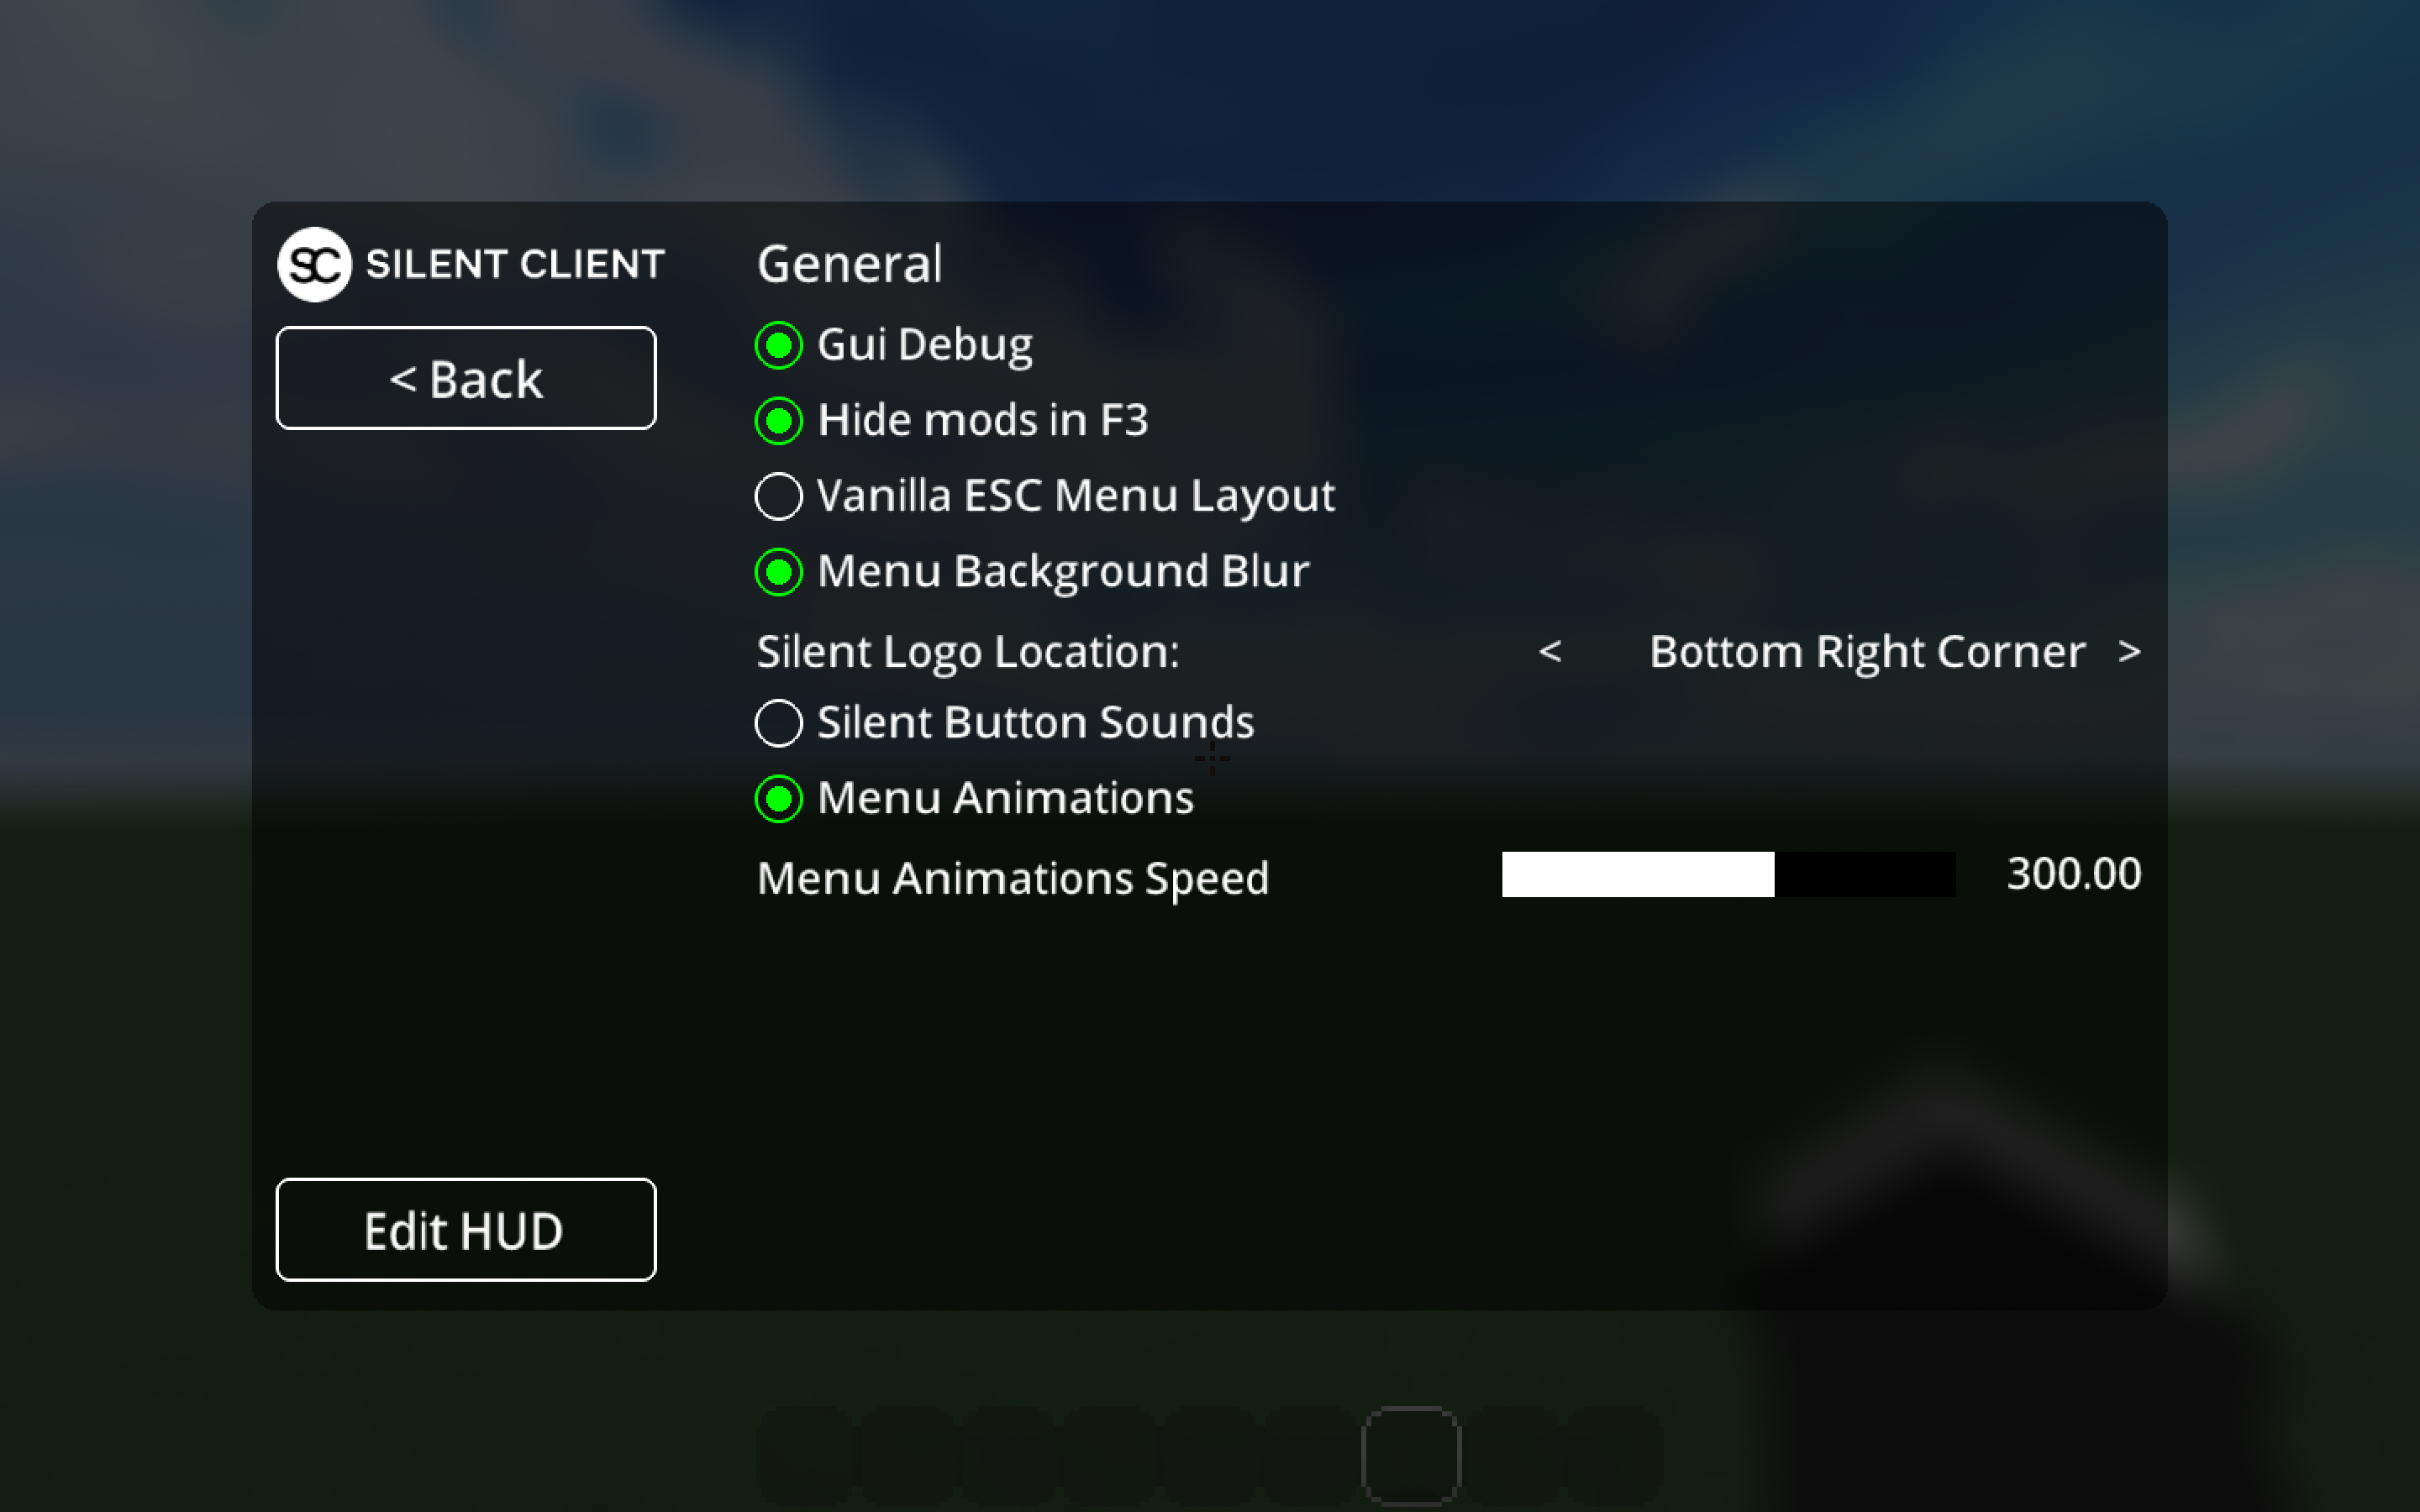 SC SILENT CLIENT
< Back
Edit HUD
General
Gui Debug
Hide mods in F3
Vanilla ESC Menu Layout
Menu Background Blur
Silent Logo Location: < Bottom Right Corner >
Silent Button Sounds
Menu Animations
Menu Animations Speed 300.00